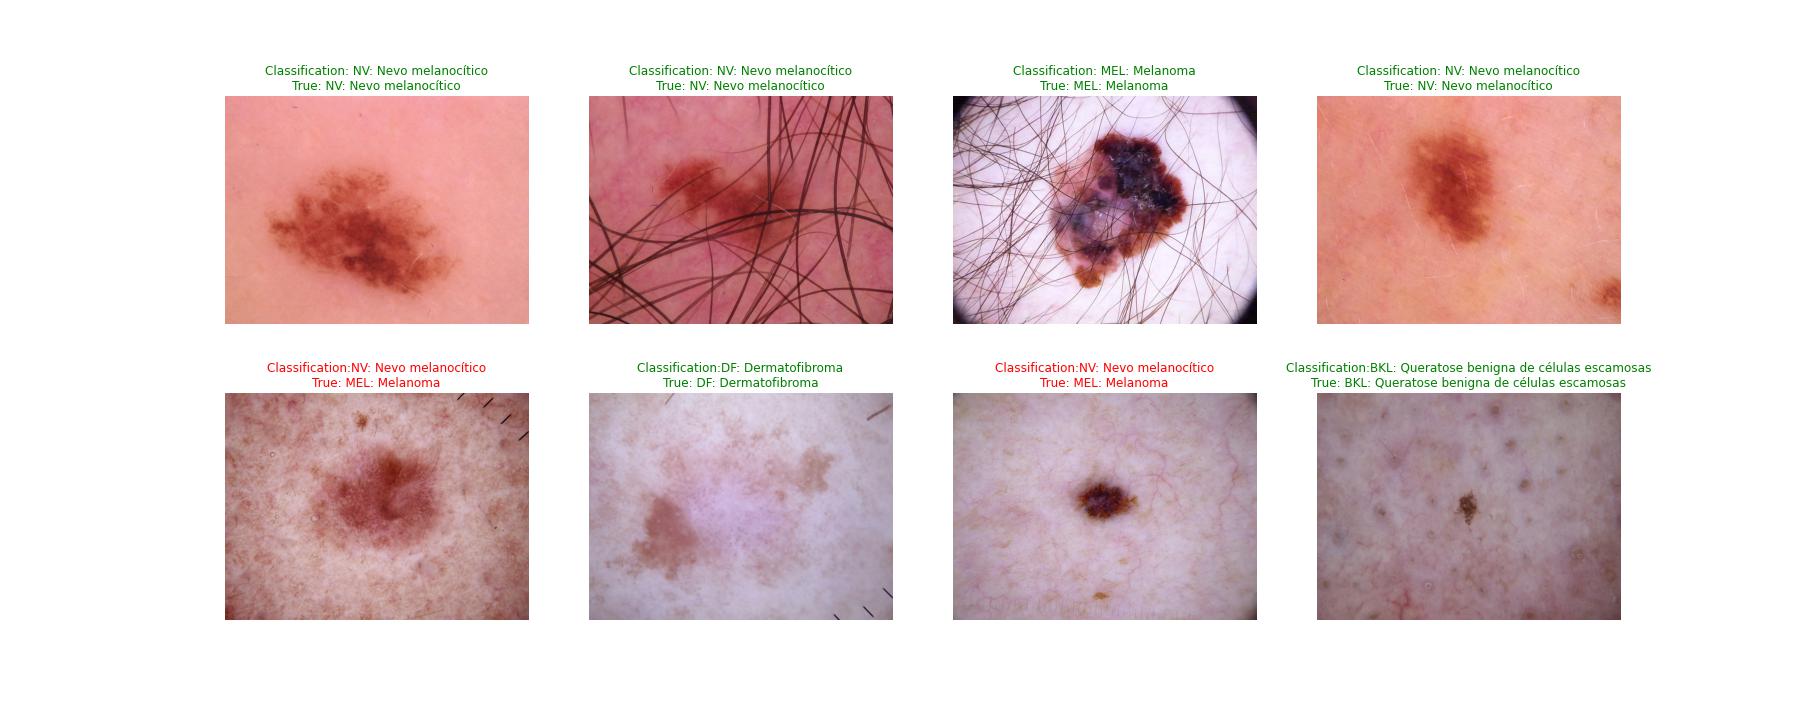 Classification: NV: Nevo melanocítico
True: NV: Nevo melanocítico
Classification: NV: Nevo melanocítico
True: NV: Nevo melanocítico
Classification: MEL: Melanoma
True: MEL: Melanoma
Classification: NV: Nevo melanocítico
True: NV: Nevo melanocítico
Classification:NV: Nevo melanocítico
True: MEL: Melanoma
Classification:DF: Dermatofibroma
True: DF: Dermatofibroma
Classification:NV: Nevo melanocítico
True: MEL: Melanoma
Classification:BKL: Queratose benigna de células escamosas
True: BKL: Queratose benigna de células escamosas